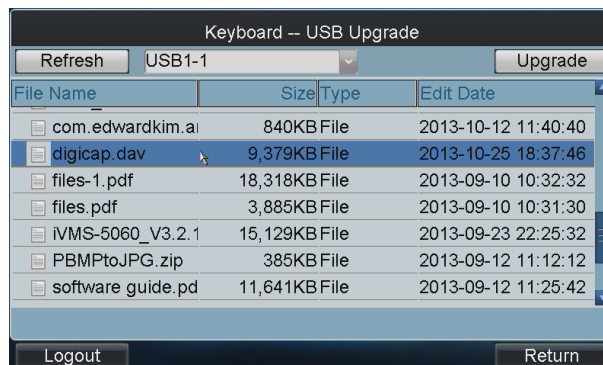 Keyboard -- USB Upgrade
Refresh USB1-1 Upgrade
File Name Size Type Edit Date
com.edwardkim.ar 840KB File 2013-10-12 11:40:40
digicap.dav 9,379KB File 2013-10-25 18:37:46
files-1.pdf 18,318KB File 2013-09-10 10:32:32
files.pdf 3,885KB File 2013-09-10 10:31:30
iVMS-5060_V3.2.1 15,129KB File 2013-09-23 22:25:32
PBMPtoJPG.zip 385KB File 2013-09-12 11:12:12
software guide.pd 11,641KB File 2013-09-12 11:25:42
Logout Return